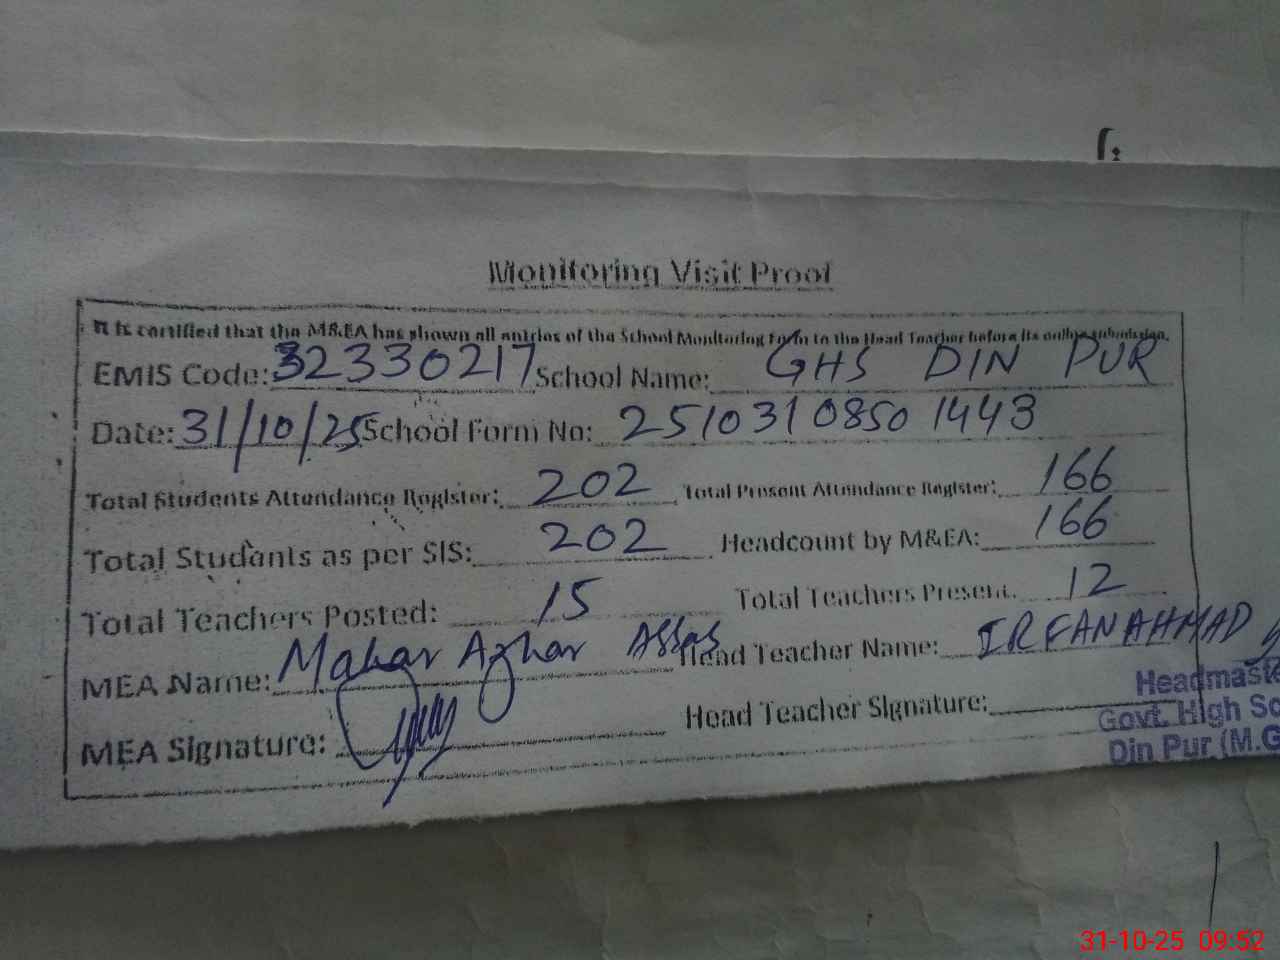 Monitoring Visit Proof
It is certified that the M&EA has shown all entries of the School Monitoring Form to the Head Teacher before its online submission.
EMIS Code: 32330217 School Name: GHS DIN PUR
Date: 31/10/25 School Form No: 2510310850 1443
Total Students Attendance Register: 202 Total Present Attendance Register: 166
Total Students as per SIS: 202 Headcount by M&EA: 166
Total Teachers Posted: 15 Total Teachers Present. 12
MEA Name: Mahar Azhar Abbas Head Teacher Name: IRFAN AHMAD
MEA Signature: Head Teacher Signature:
Headmaste
Govt. High Sc
Din Pur (M.G
31-10-25 09:52